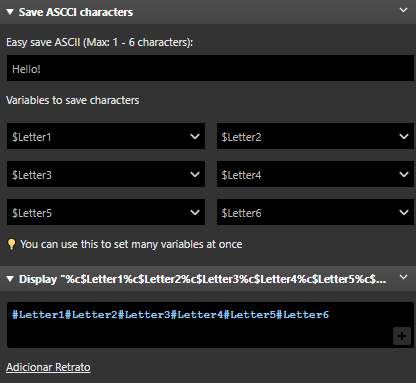 Save ASCCI characters
Easy save ASCII (Max: 1 - 6 characters):
Hello!
Variables to save characters
$Letter1 $Letter2
$Letter3 $Letter4
$Letter5 $Letter6
💡 You can use this to set many variables at once
Display "%c$Letter1%c$Letter2%c$Letter3%c$Letter4%c$Letter5%c$...
#Letter1#Letter2#Letter3#Letter4#Letter5#Letter6
Adicionar Retrato